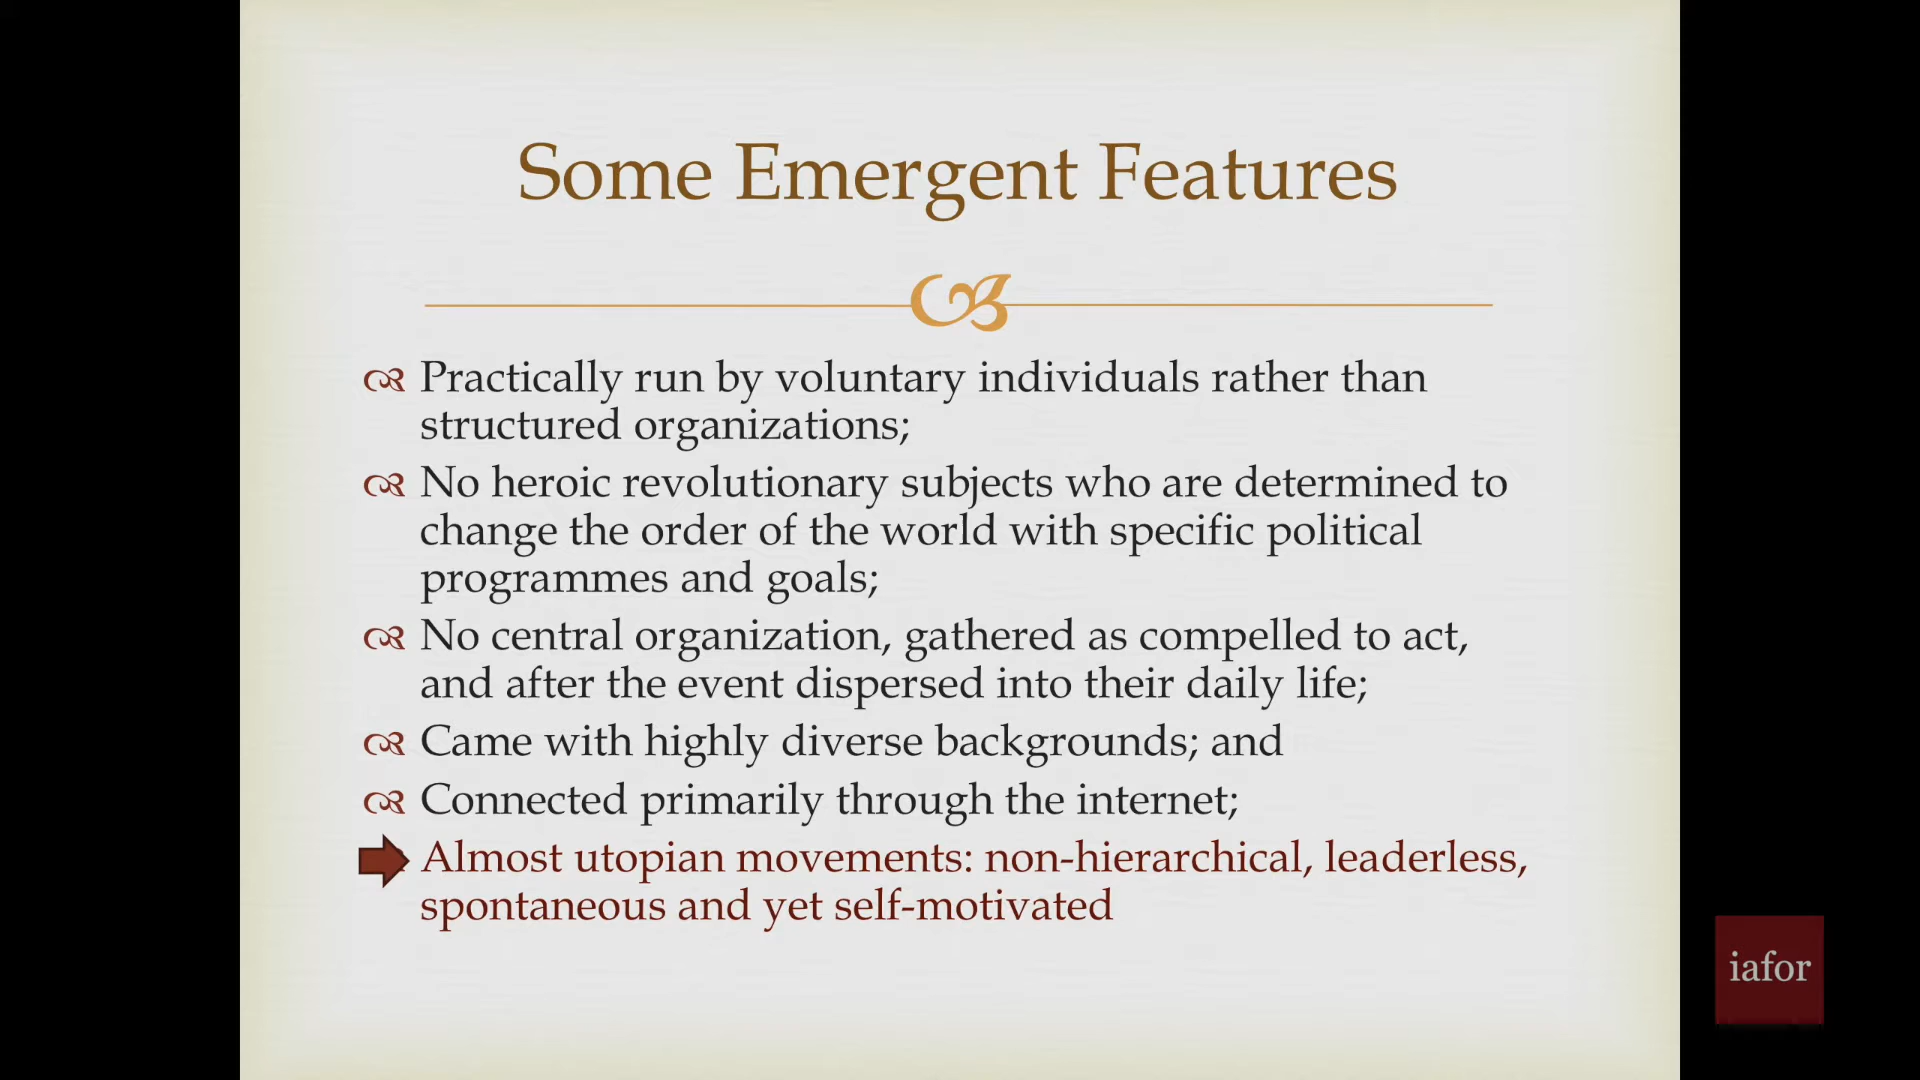 Some Emergent Features
Practically run by voluntary individuals rather than
structured organizations;
No heroic revolutionary subjects who are determined to
change the order of the world with specific political
programmes and goals;
No central organization, gathered as compelled to act,
and after the event dispersed into their daily life;
Came with highly diverse backgrounds; and
Connected primarily through the internet;
Almost utopian movements: non-hierarchical, leaderless,
spontaneous and yet self-motivated
iafor